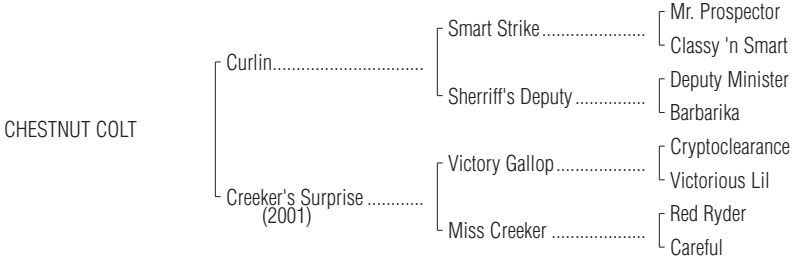 Mr. Prospector
Smart Strike......................
Classy 'n Smart
Curlin................................
Deputy Minister
Sherriff's Deputy ...............
Barbarika
CHESTNUT COLT
Cryptoclearance
Victory Gallop...................
Victorious Lil
Creeker's Surprise ............
(2001)
Red Ryder
Miss Creeker ....................
Careful